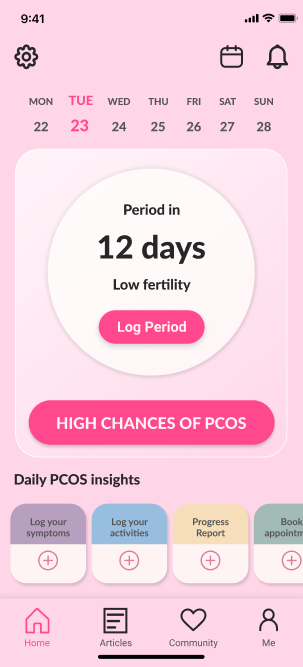 9:41
MON TUE WED THU FRI SAT SUN
22 23 24 25 26 27 28
Period in
12 days
Low fertility
Log Period
HIGH CHANCES OF PCOS
Daily PCOS insights
Log your symptoms
Log your activities
Progress Report
Book appointm
Home Articles Community Me